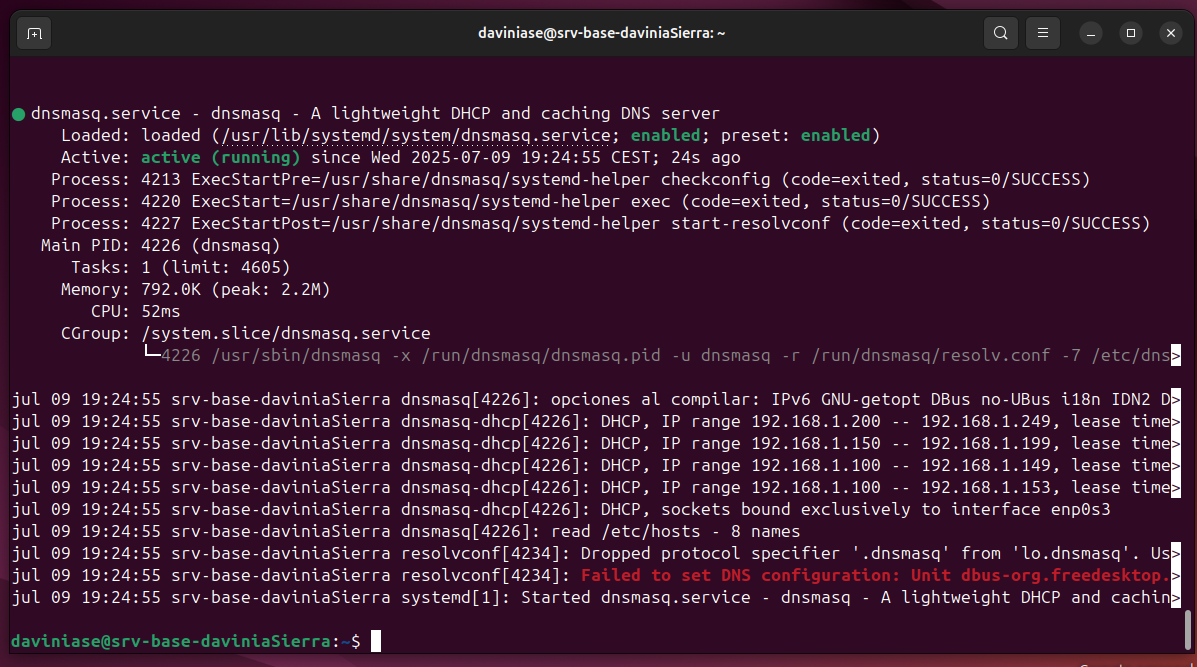 daviniase@srv-base-daviniaSierra: ~
● dnsmasq.service - dnsmasq - A lightweight DHCP and caching DNS server
Loaded: loaded (/usr/lib/systemd/system/dnsmasq.service; enabled; preset: enabled)
Active: active (running) since Wed 2025-07-09 19:24:55 CEST; 24s ago
Process: 4213 ExecStartPre=/usr/share/dnsmasq/systemd-helper checkconfig (code=exited, status=0/SUCCESS)
Process: 4220 ExecStart=/usr/share/dnsmasq/systemd-helper exec (code=exited, status=0/SUCCESS)
Process: 4227 ExecStartPost=/usr/share/dnsmasq/systemd-helper start-resolvconf (code=exited, status=0/SUCCESS)
Main PID: 4226 (dnsmasq)
Tasks: 1 (limit: 4605)
Memory: 792.0K (peak: 2.2M)
CPU: 52ms
CGroup: /system.slice/dnsmasq.service
└─4226 /usr/sbin/dnsmasq -x /run/dnsmasq/dnsmasq.pid -u dnsmasq -r /run/dnsmasq/resolv.conf -7 /etc/dns>
jul 09 19:24:55 srv-base-daviniaSierra dnsmasq[4226]: opciones al compilar: IPv6 GNU-getopt DBus no-UBus i18n IDN2 D>
jul 09 19:24:55 srv-base-daviniaSierra dnsmasq-dhcp[4226]: DHCP, IP range 192.168.1.200 -- 192.168.1.249, lease time>
jul 09 19:24:55 srv-base-daviniaSierra dnsmasq-dhcp[4226]: DHCP, IP range 192.168.1.150 -- 192.168.1.199, lease time>
jul 09 19:24:55 srv-base-daviniaSierra dnsmasq-dhcp[4226]: DHCP, IP range 192.168.1.100 -- 192.168.1.149, lease time>
jul 09 19:24:55 srv-base-daviniaSierra dnsmasq-dhcp[4226]: DHCP, IP range 192.168.1.100 -- 192.168.1.153, lease time>
jul 09 19:24:55 srv-base-daviniaSierra dnsmasq-dhcp[4226]: DHCP, sockets bound exclusively to interface enp0s3
jul 09 19:24:55 srv-base-daviniaSierra dnsmasq[4226]: read /etc/hosts - 8 names
jul 09 19:24:55 srv-base-daviniaSierra resolvconf[4234]: Dropped protocol specifier '.dnsmasq' from 'lo.dnsmasq'. Us>
jul 09 19:24:55 srv-base-daviniaSierra resolvconf[4234]: Failed to set DNS configuration: Unit dbus-org.freedesktop.>
jul 09 19:24:55 srv-base-daviniaSierra systemd[1]: Started dnsmasq.service - dnsmasq - A lightweight DHCP and cachin>
daviniase@srv-base-daviniaSierra:~$